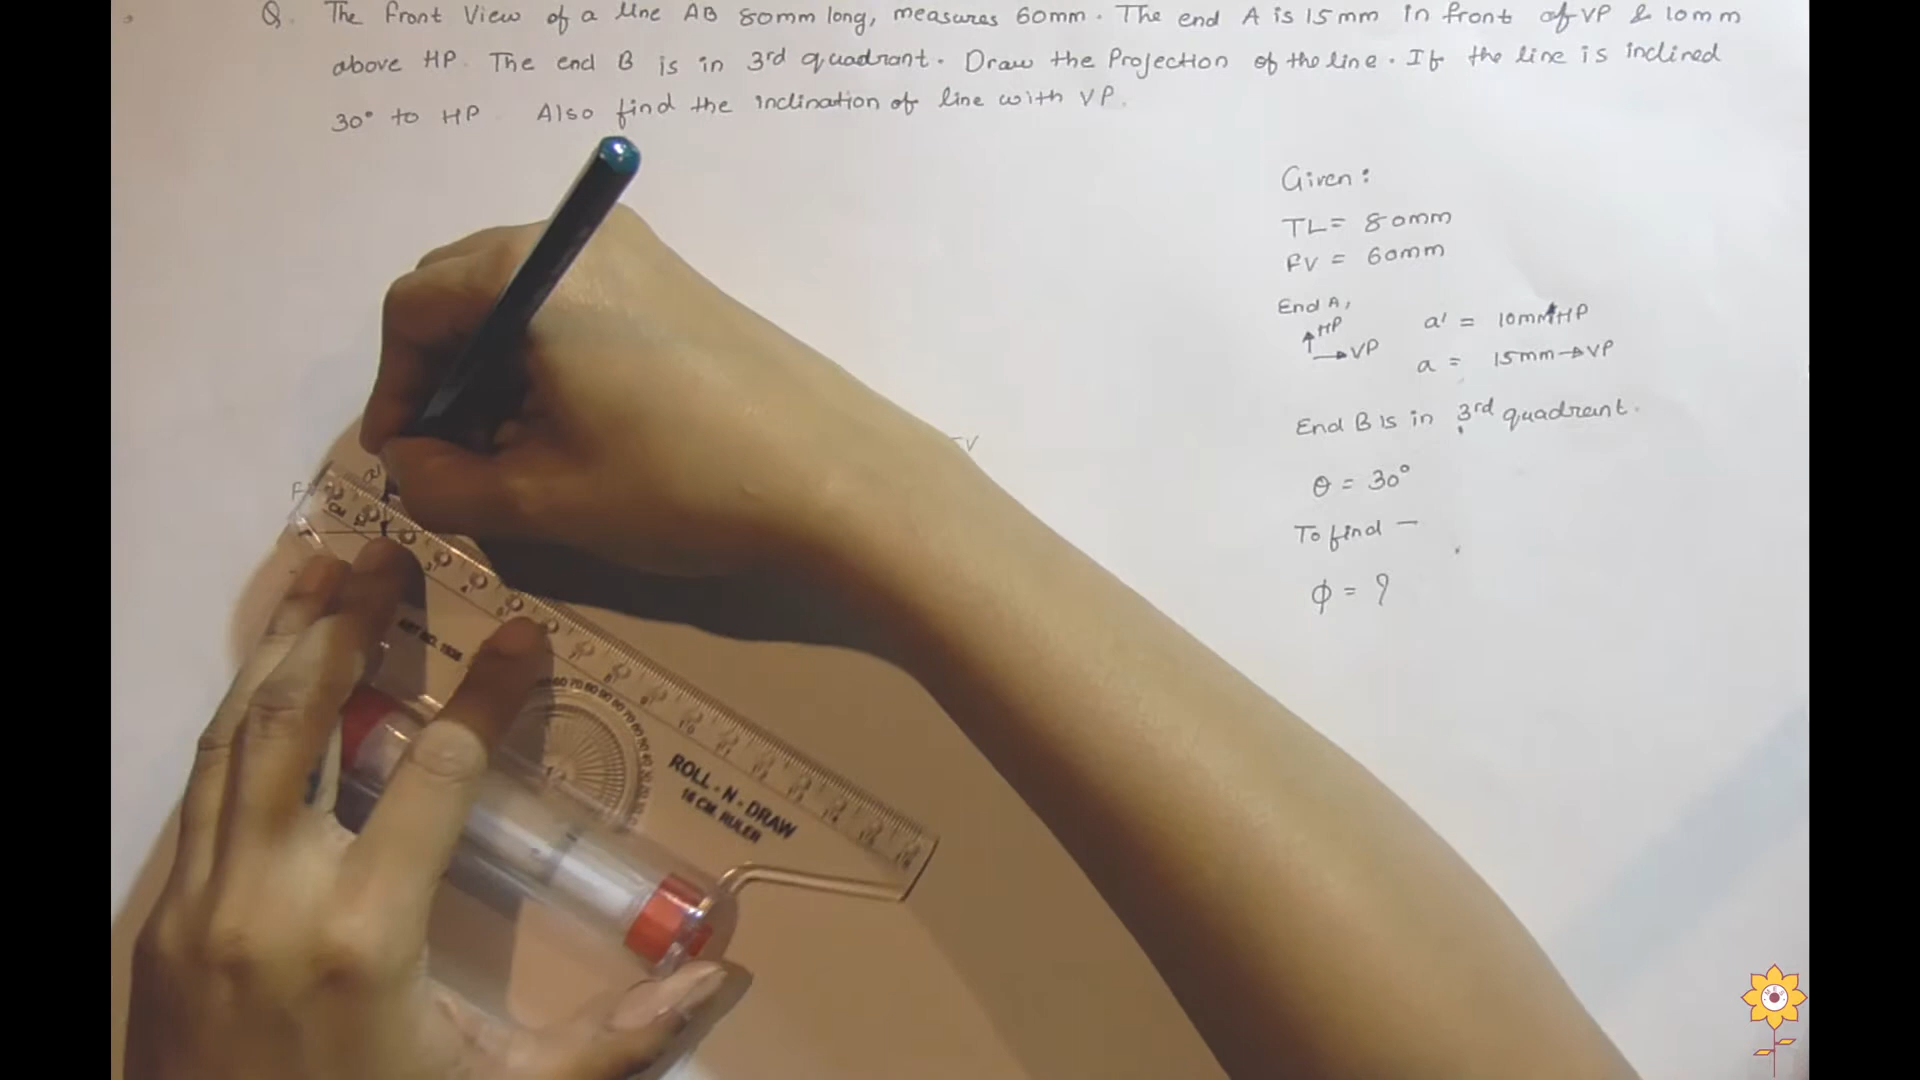 Q. The Front View of a line AB 80mm long, measures 60mm. The end A is 15mm in front of VP & 10mm
above HP. The end B is in 3rd quadrant. Draw the Projection of the line. If the line is inclined
30° to HP Also find the inclination of line with VP.
Given:
TL= 80mm
FV = 60mm
End A,
↑HP
→VP
a' = 10mm↑HP
a = 15mm→VP
End B is in 3rd quadrant.
θ = 30°
To find —
ϕ = ?
a'
ROLL-N-DRAW
16 CM. RULER